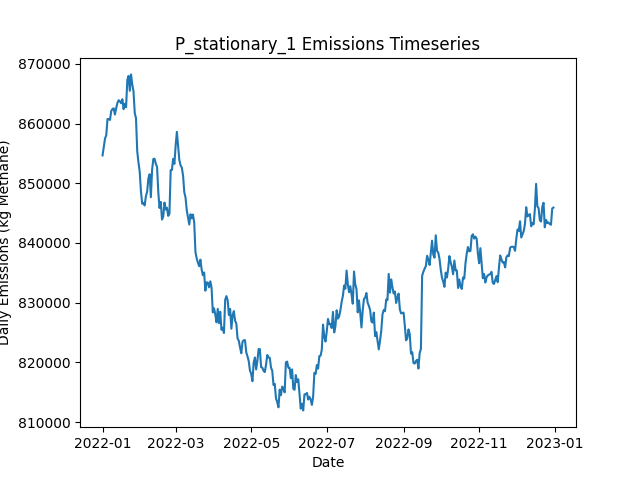 P_stationary_1 Emissions Timeseries
Daily Emissions (kg Methane)
870000
860000
850000
840000
830000
820000
810000
2022-01 2022-03 2022-05 2022-07 2022-09 2022-11 2023-01
Date